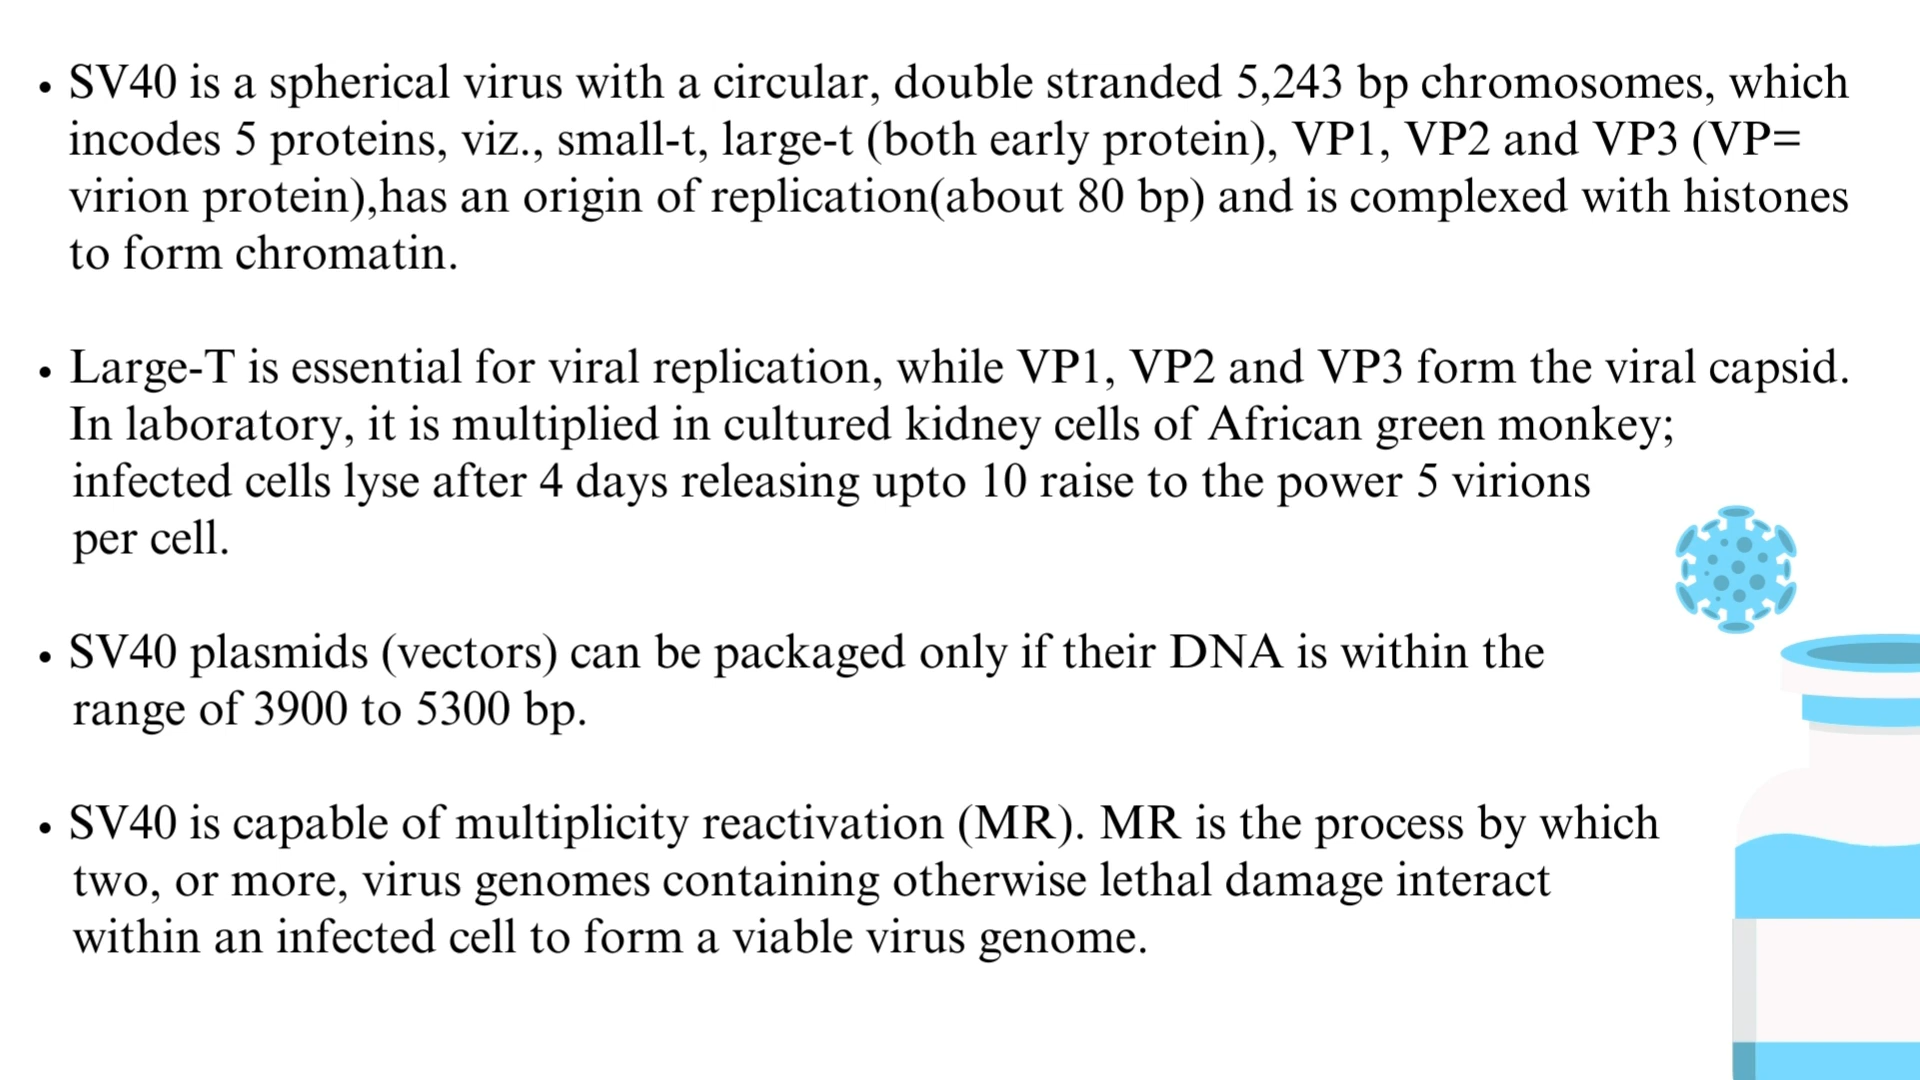 • SV40 is a spherical virus with a circular, double stranded 5,243 bp chromosomes, which
incodes 5 proteins, viz., small-t, large-t (both early protein), VP1, VP2 and VP3 (VP=
virion protein),has an origin of replication(about 80 bp) and is complexed with histones
to form chromatin.
• Large-T is essential for viral replication, while VP1, VP2 and VP3 form the viral capsid.
In laboratory, it is multiplied in cultured kidney cells of African green monkey;
infected cells lyse after 4 days releasing upto 10 raise to the power 5 virions
per cell.
• SV40 plasmids (vectors) can be packaged only if their DNA is within the
range of 3900 to 5300 bp.
• SV40 is capable of multiplicity reactivation (MR). MR is the process by which
two, or more, virus genomes containing otherwise lethal damage interact
within an infected cell to form a viable virus genome.